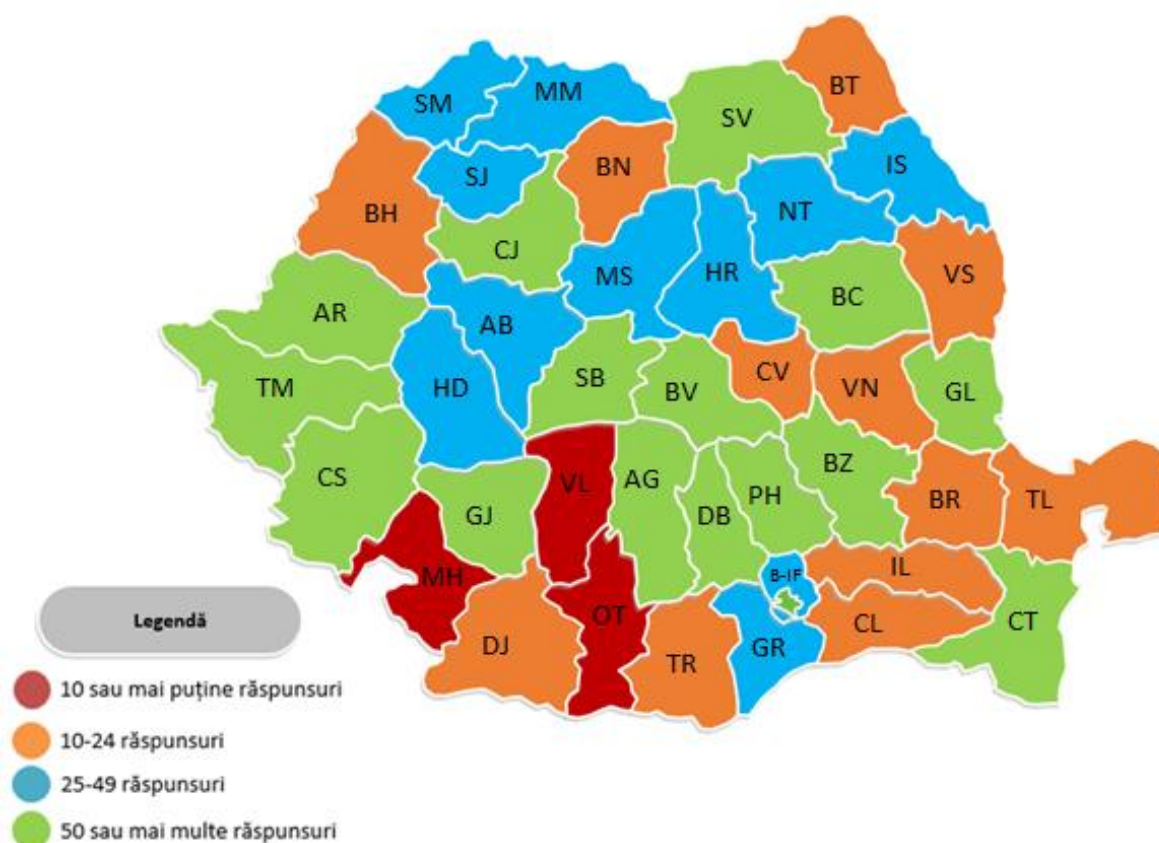 BT
SM
MM
SV
BN
IS
SJ
BH
NT
CJ
MS
HR
VS
BC
AR
AB
CV
SB
VN
TM
HD
BV
GL
BZ
CS
VL
AG
PH
BR
TL
GJ
DB
MH
B-IF
IL
OT
CL
CT
DJ
TR
GR
Legendă
10 sau mai puține răspunsuri
10-24 răspunsuri
25-49 răspunsuri
50 sau mai multe răspunsuri